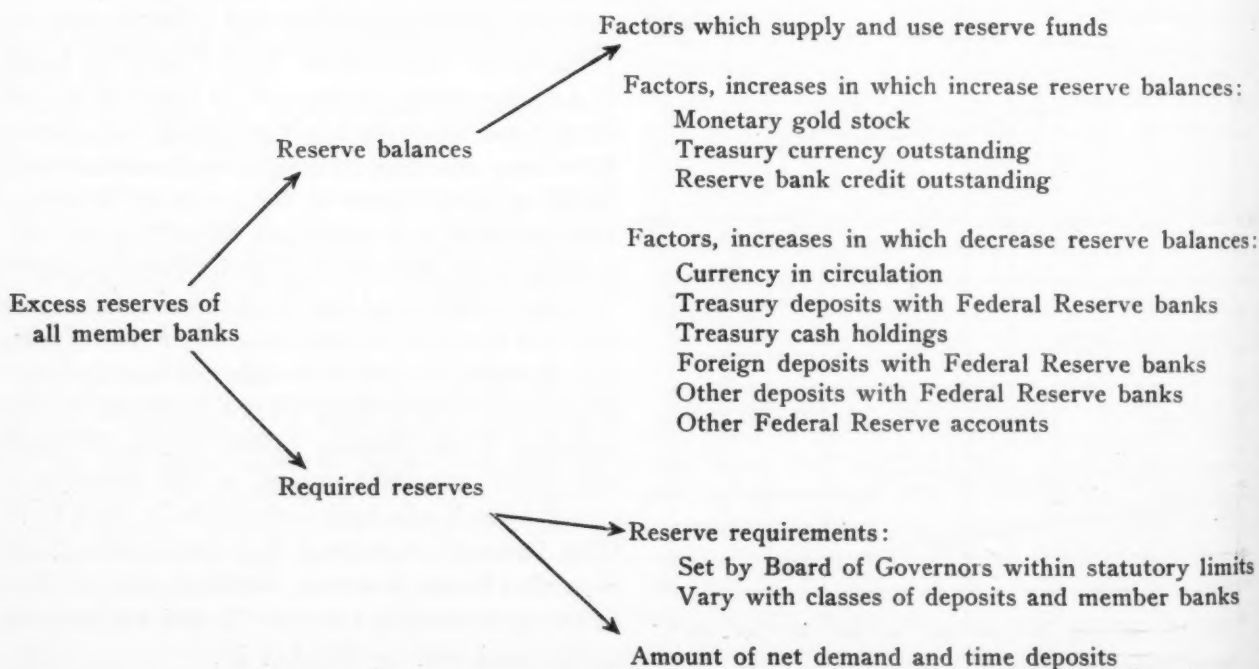 Factors which supply and use reserve funds
Factors, increases in which increase reserve balances:
Monetary gold stock
Treasury currency outstanding
Reserve bank credit outstanding
Reserve balances
Factors, increases in which decrease reserve balances:
Currency in circulation
Treasury deposits with Federal Reserve banks
Treasury cash holdings
Foreign deposits with Federal Reserve banks
Other deposits with Federal Reserve banks
Other Federal Reserve accounts
Excess reserves of
all member banks
Required reserves
Reserve requirements:
Set by Board of Governors within statutory limits
Vary with classes of deposits and member banks
Amount of net demand and time deposits